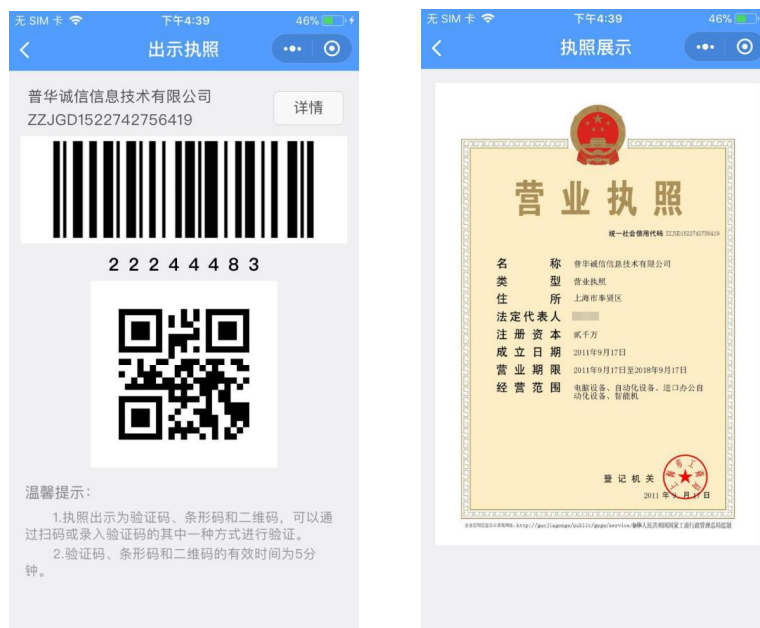 无 SIM 卡
下午4:39
46%
出示执照
普华诚信信息技术有限公司
ZZJGD1522742756419
详情
22244483
温馨提示：
1.执照出示为验证码、条形码和二维码，可以通
过扫码或录入验证码的其中一种方式进行验证。
2.验证码、条形码和二维码的有效时间为5分
钟。
无 SIM 卡
下午4:39
46%
执照展示
营业执照
统一社会信用代码 ZZJGD1522742756419
名称 普华诚信信息技术有限公司
类型 营业执照
住所 上海市奉贤区
法定代表人
注册资本 贰千万
成立日期 2011年9月17日
营业期限 2011年9月17日至2018年9月17日
经营范围 电脑设备、自动化设备、进口办公自
动化设备、智能机
登记机关
2011 年 9 月 17 日